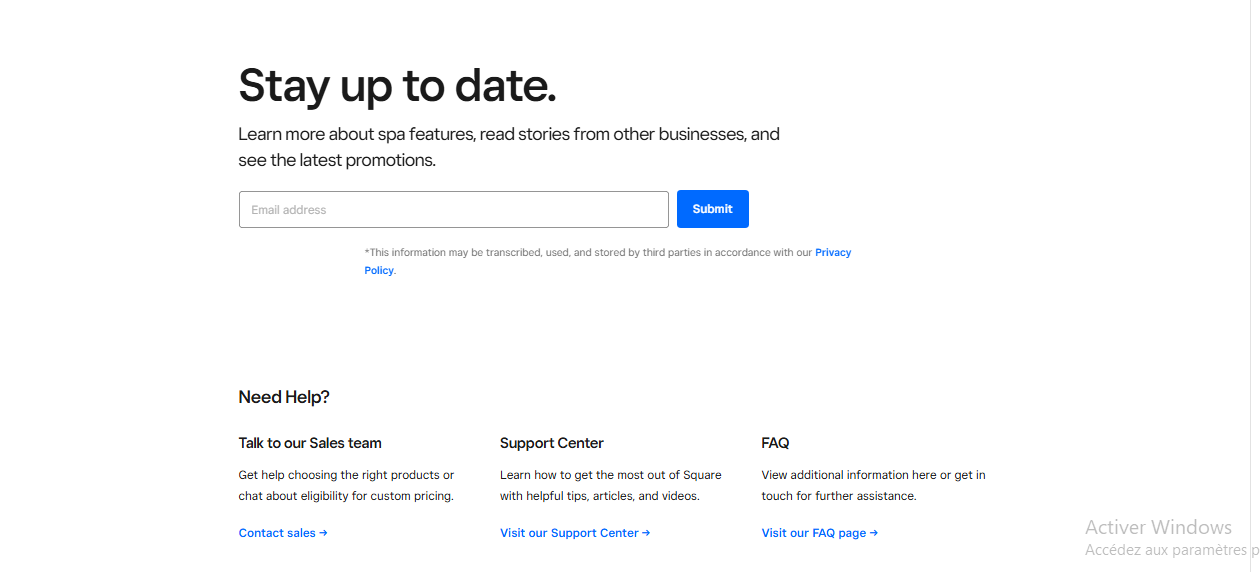 Stay up to date.
Learn more about spa features, read stories from other businesses, and
see the latest promotions.
Email address
Submit
*This information may be transcribed, used, and stored by third parties in accordance with our Privacy
Policy.
Need Help?
Talk to our Sales team
Get help choosing the right products or
chat about eligibility for custom pricing.
Contact sales →
Support Center
Learn how to get the most out of Square
with helpful tips, articles, and videos.
Visit our Support Center →
FAQ
View additional information here or get in
touch for further assistance.
Visit our FAQ page →
Activer Windows
Accédez aux paramètres p